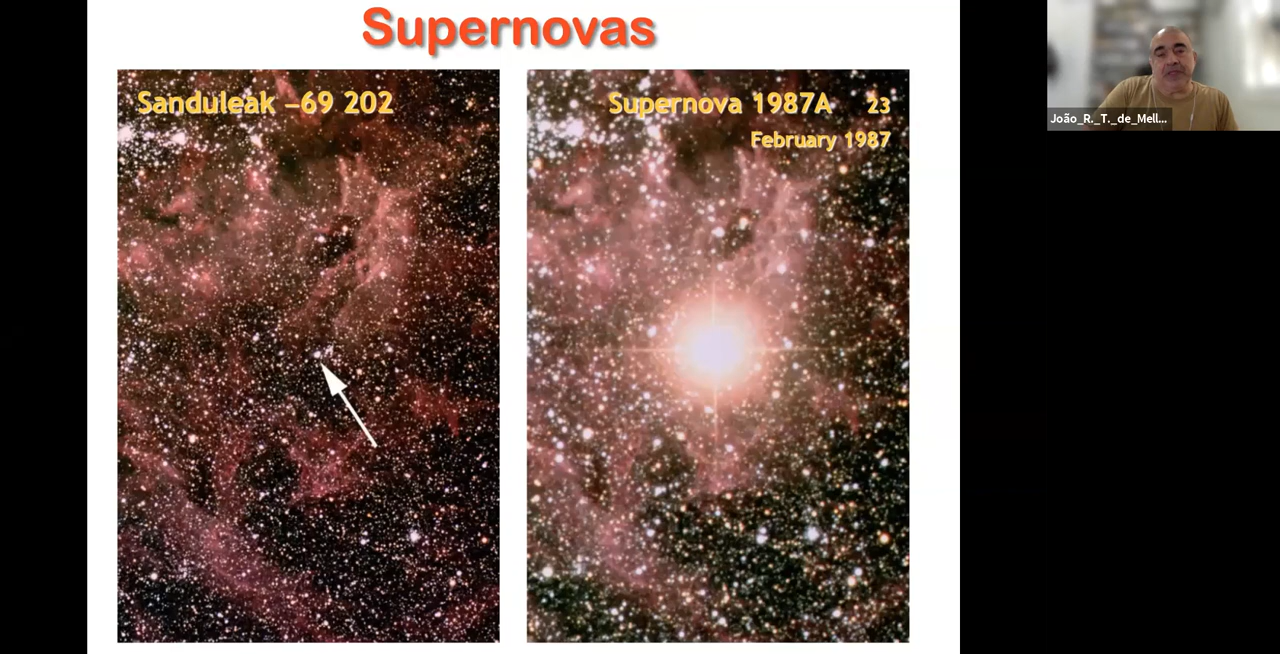 Supernovas
Sanduleak –69 202
Supernova 1987A 23
February 1987
João_R._T._de_Mell...